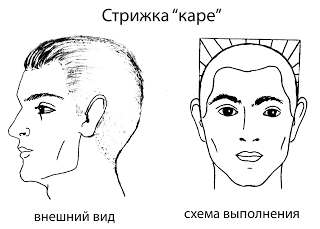 Стрижка “каре”
внешний вид
схема выполнения